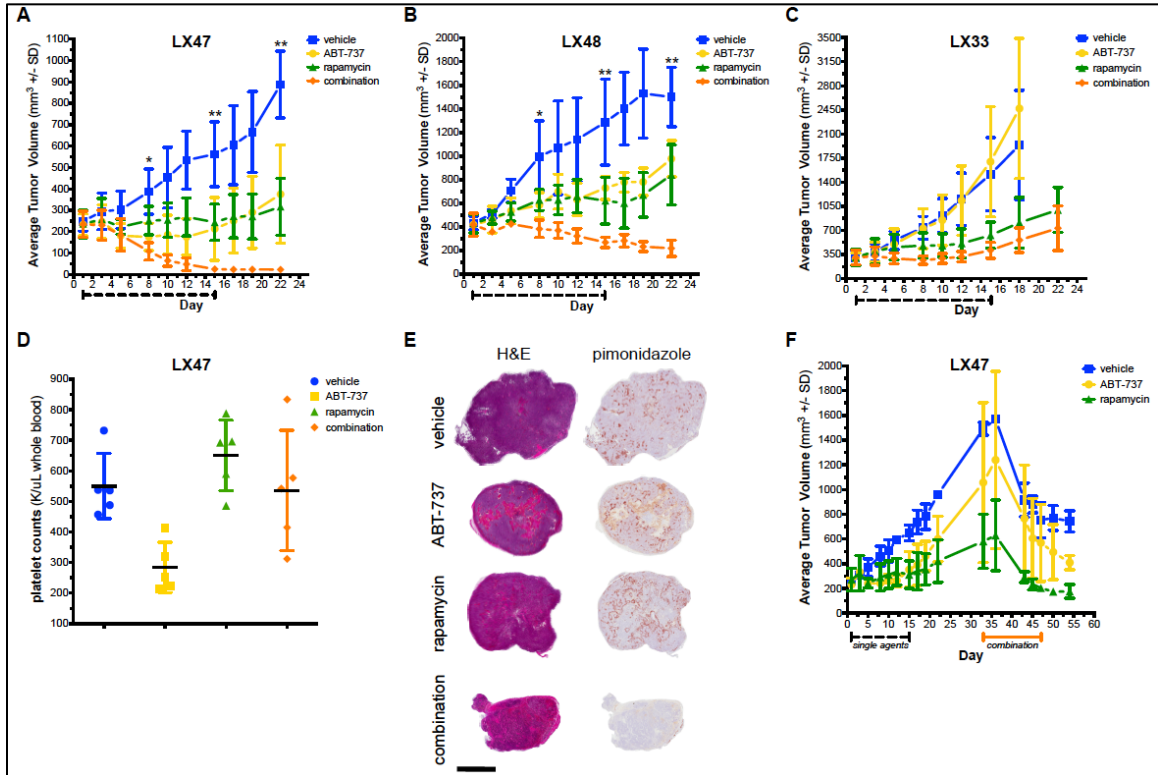 A
LX47
Average Tumor Volume (mm³ +/- SD)
1100
1000
900
800
700
600
500
400
300
200
100
0
0 2 4 6 8 10 12 14 16 18 20 22 24
Day
* ** **
vehicle
ABT-737
rapamycin
combination
B
LX48
Average Tumor Volume (mm³ +/- SD)
2000
1800
1600
1400
1200
1000
800
600
400
200
0
0 2 4 6 8 10 12 14 16 18 20 22 24
Day
* ** **
vehicle
ABT-737
rapamycin
combination
C
LX33
Average Tumor Volume (mm³ +/- SD)
3500
3150
2800
2450
2100
1750
1400
1050
700
350
0
0 2 4 6 8 10 12 14 16 18 20 22 24
Day
vehicle
ABT-737
rapamycin
combination
D
LX47
platelet counts (K/uL whole blood)
900
800
700
600
500
400
300
200
100
vehicle
ABT-737
rapamycin
combination
E
H&E pimonidazole
vehicle
ABT-737
rapamycin
combination
F
LX47
Average Tumor Volume (mm³ +/- SD)
2000
1800
1600
1400
1200
1000
800
600
400
200
0
0 5 10 15 20 25 30 35 40 45 50 55 60
single agents combination
Day
vehicle
ABT-737
rapamycin